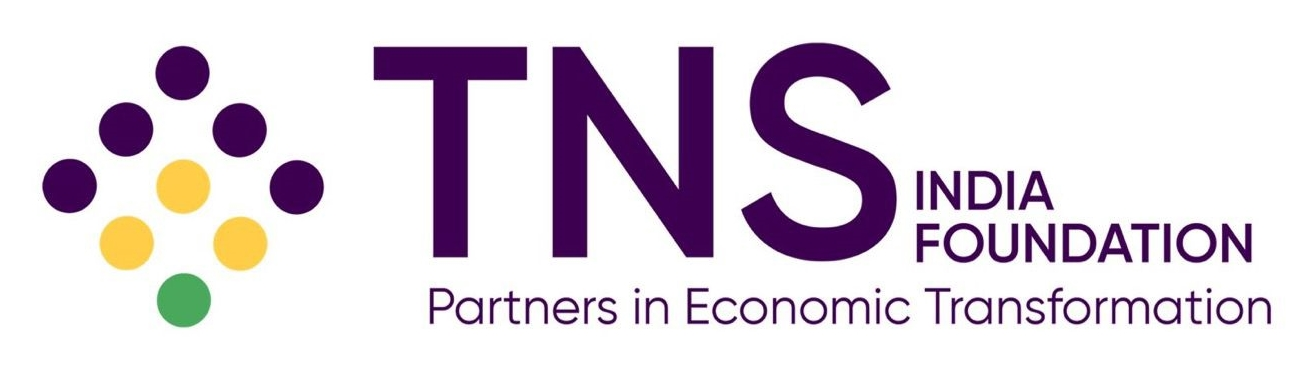 TNS
INDIA
FOUNDATION
Partners in Economic Transformation